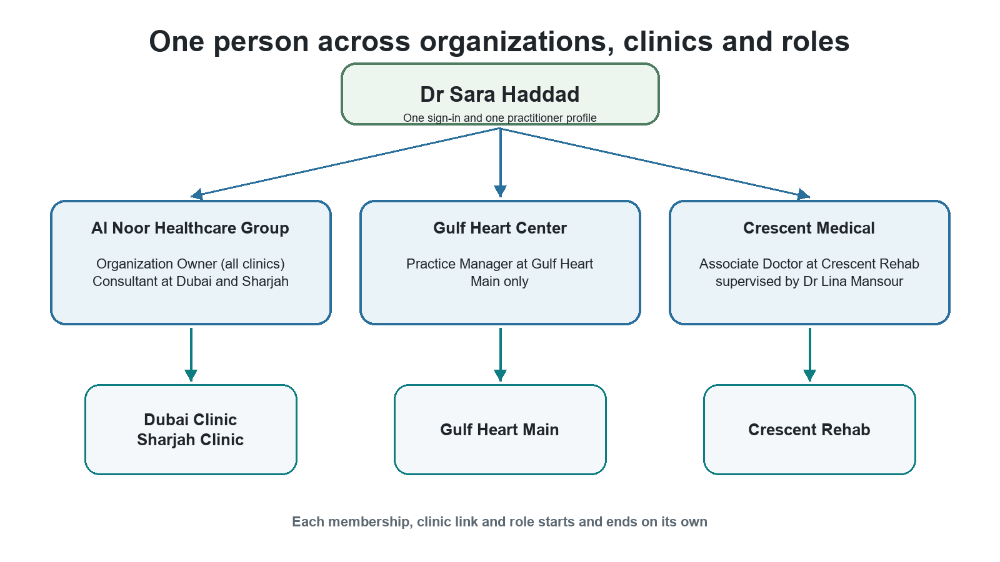 One person across organizations, clinics and roles
Dr Sara Haddad
One sign-in and one practitioner profile
Al Noor Healthcare Group
Organization Owner (all clinics)
Consultant at Dubai and Sharjah
Gulf Heart Center
Practice Manager at Gulf Heart
Main only
Crescent Medical
Associate Doctor at Crescent Rehab
supervised by Dr Lina Mansour
Dubai Clinic
Sharjah Clinic
Gulf Heart Main
Crescent Rehab
Each membership, clinic link and role starts and ends on its own